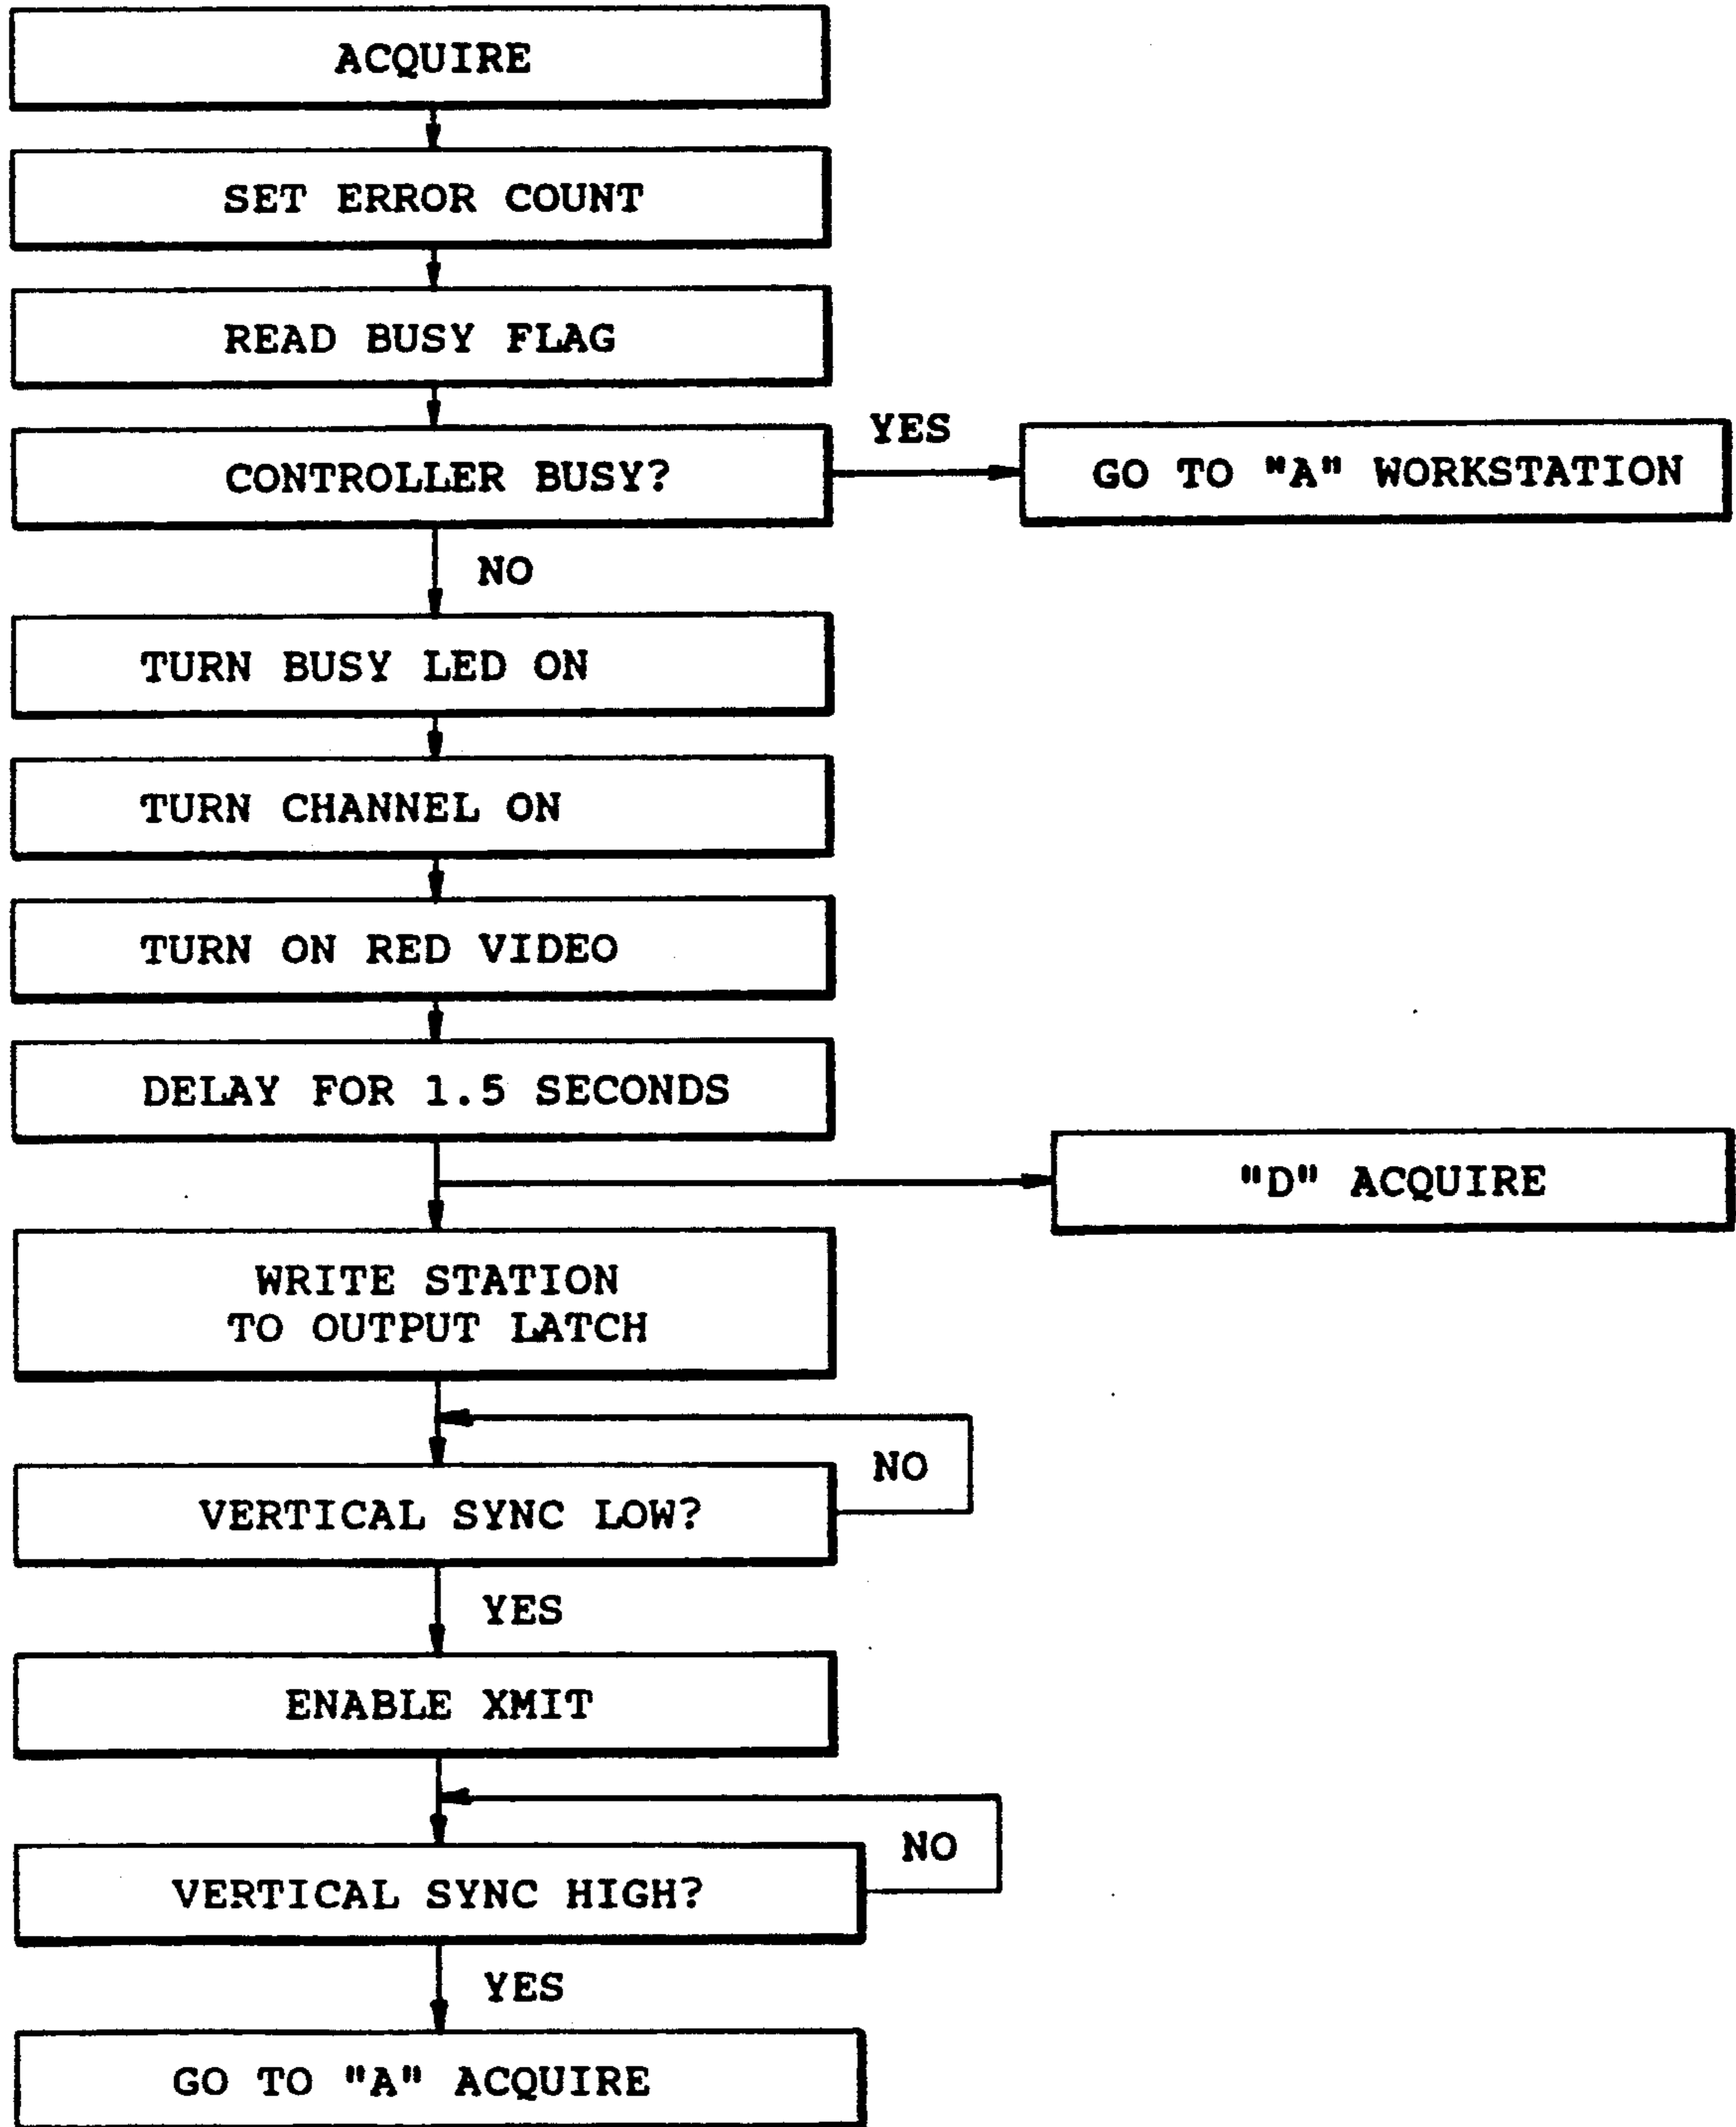 ACQUIRE
SET ERROR COUNT
READ BUSY FLAG
CONTROLLER BUSY?
YES
GO TO "A" WORKSTATION
NO
TURN BUSY LED ON
TURN CHANNEL ON
TURN ON RED VIDEO
DELAY FOR 1.5 SECONDS
"D" ACQUIRE
WRITE STATION
TO OUTPUT LATCH
NO
VERTICAL SYNC LOW?
YES
ENABLE XMIT
NO
VERTICAL SYNC HIGH?
YES
GO TO "A" ACQUIRE